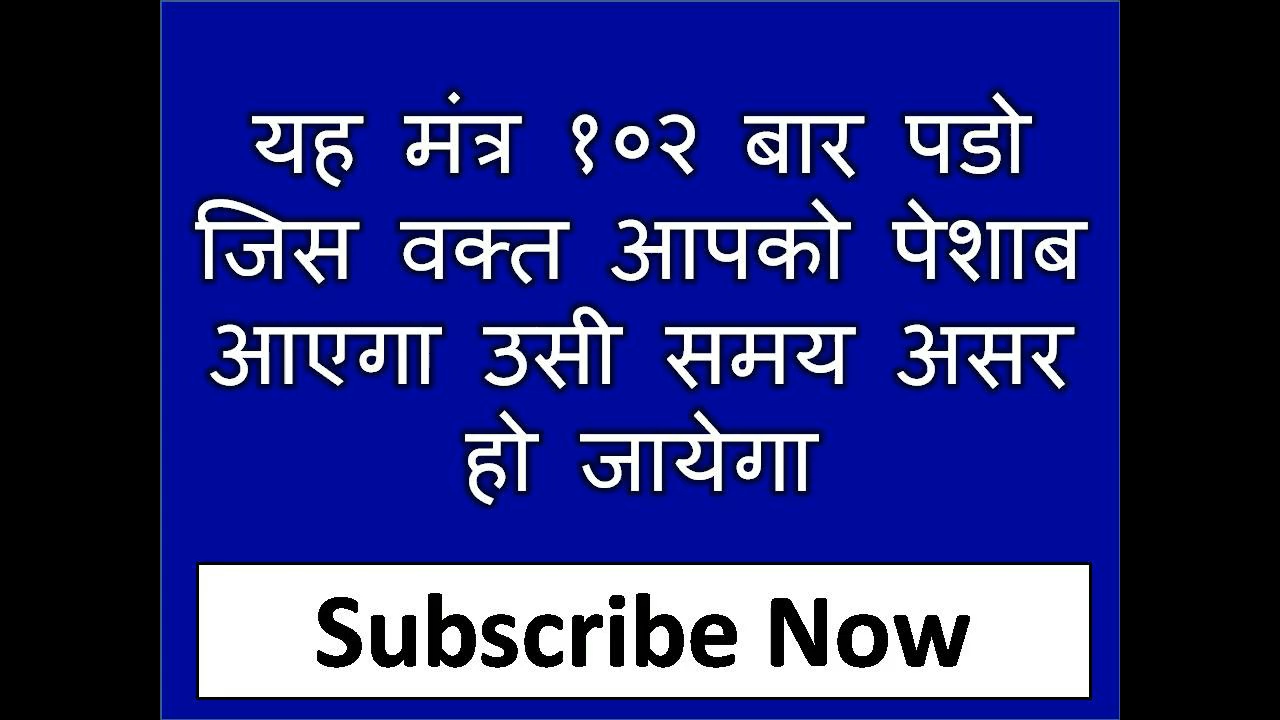 यह मंत्र १०२ बार पडो
जिस वक्त आपको पेशाब
आएगा उसी समय असर
हो जायेगा
Subscribe Now